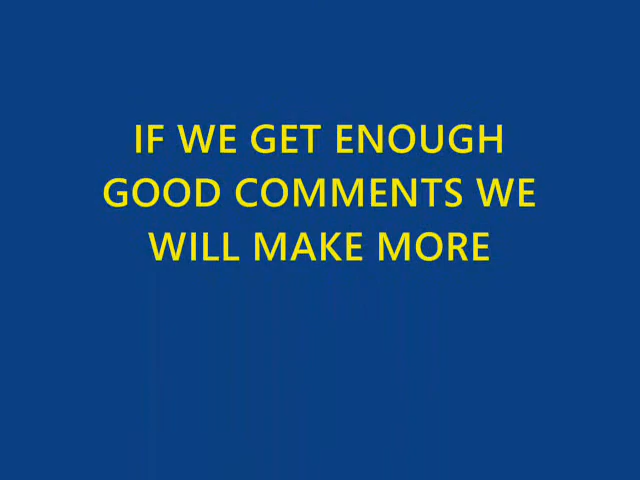 IF WE GET ENOUGH
GOOD COMMENTS WE
WILL MAKE MORE